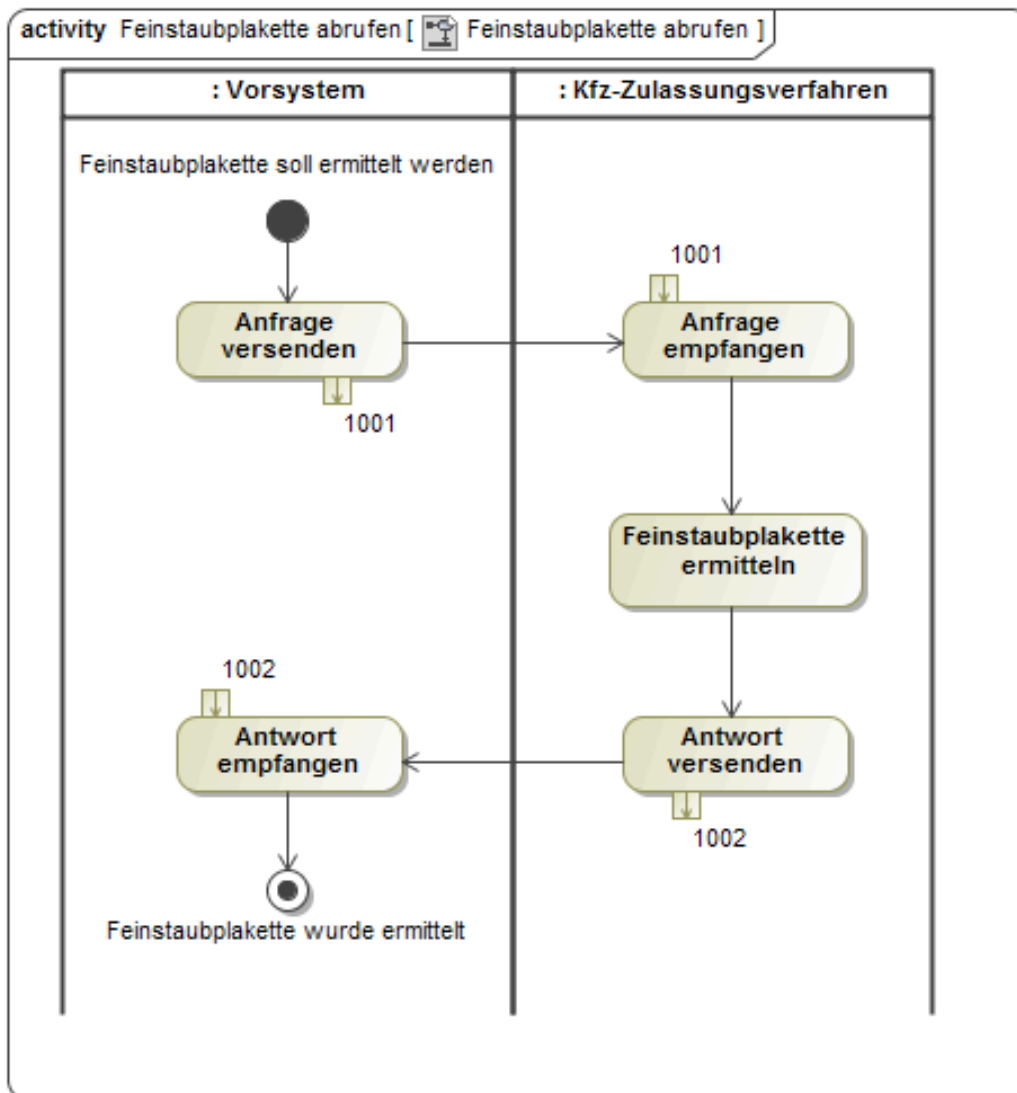 activity Feinstaubplakette abrufen [ Feinstaubplakette abrufen ]
: Vorsystem
: Kfz-Zulassungsverfahren
Feinstaubplakette soll ermittelt werden
1001
Anfrage
versenden
Anfrage
empfangen
1001
Feinstaubplakette
ermitteln
1002
Antwort
empfangen
Antwort
versenden
1002
Feinstaubplakette wurde ermittelt